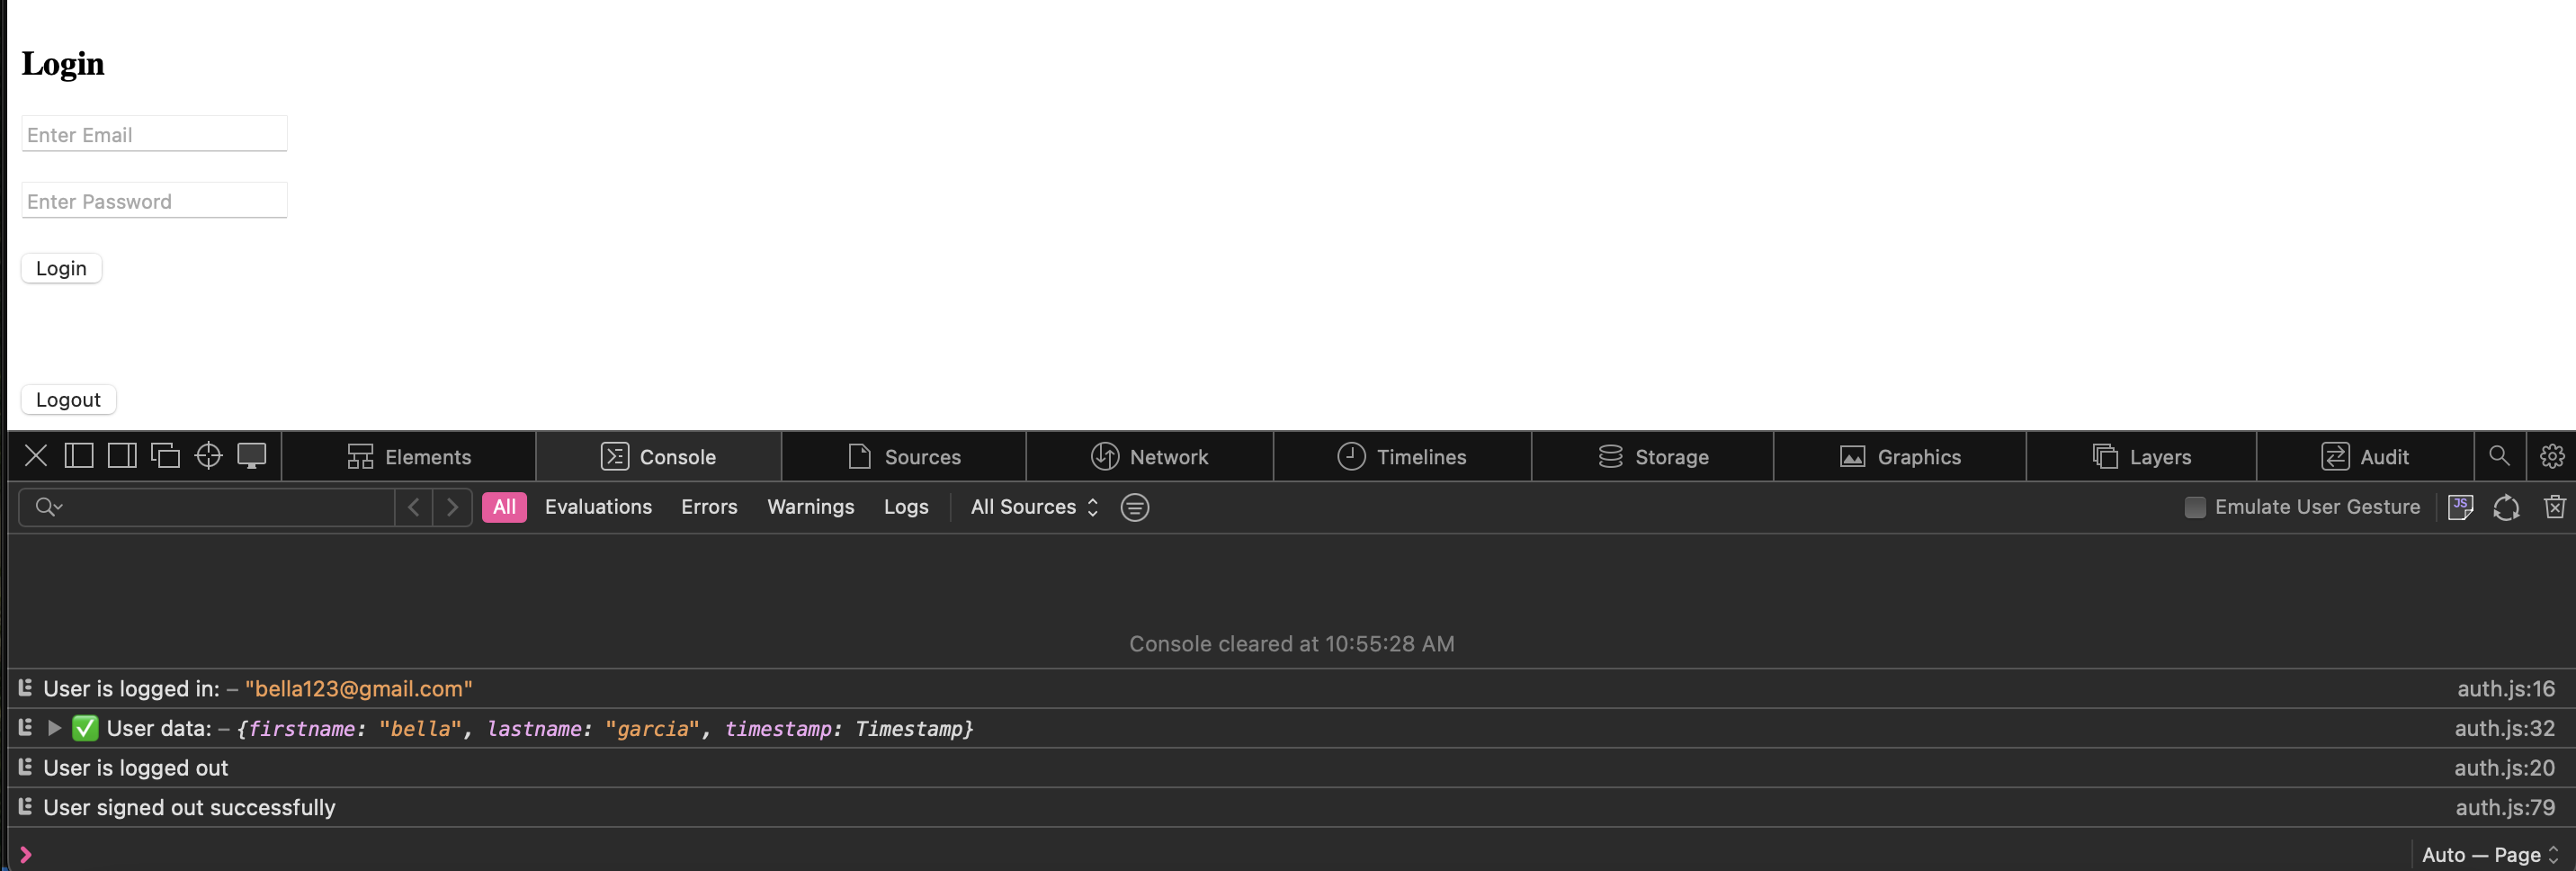 Login
Enter Email
Enter Password
Login
Logout
Elements Console Sources Network Timelines Storage Graphics Layers Audit
All Evaluations Errors Warnings Logs All Sources Emulate User Gesture JS
Console cleared at 10:55:28 AM
User is logged in: – "bella123@gmail.com" auth.js:16
✅ User data: – {firstname: "bella", lastname: "garcia", timestamp: Timestamp} auth.js:32
User is logged out auth.js:20
User signed out successfully auth.js:79
Auto — Page